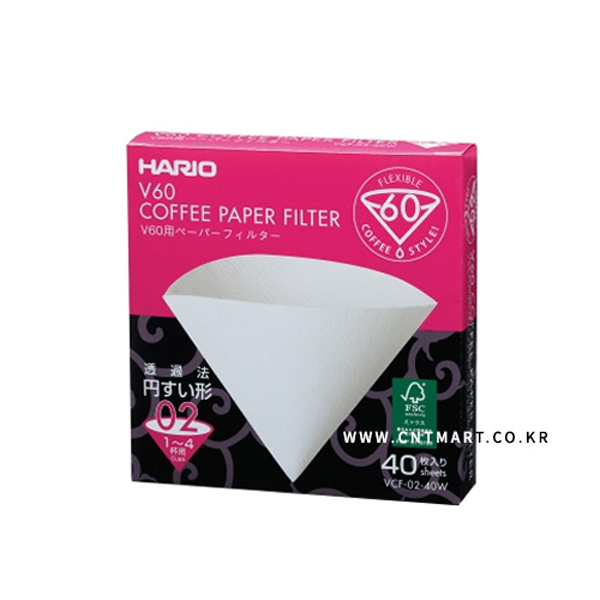 HARIO
V60
COFFEE PAPER FILTER
V60用ペーパーフィルター
FLEXIBLE
60
COFFEE STYLE!
透過法
円すい形
02
1～4
杯用
Cups
FSC
ミックス
WWW.CNTMART.CO.KR
40枚入り
sheets
VCF-02-40W